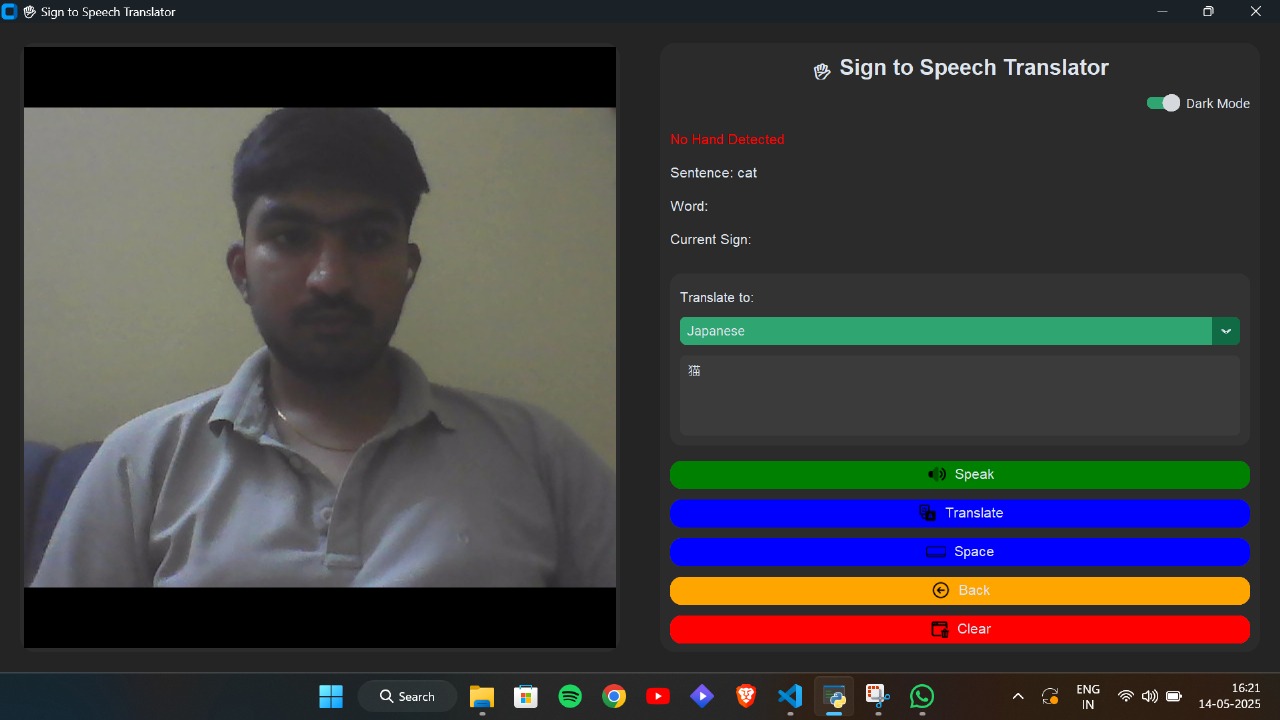 Sign to Speech Translator
Sign to Speech Translator
Dark Mode
No Hand Detected
Sentence: cat
Word:
Current Sign:
Translate to:
Japanese
猫
Speak
Translate
Space
Back
Clear
Search
ENG
IN
16:21
14-05-2025